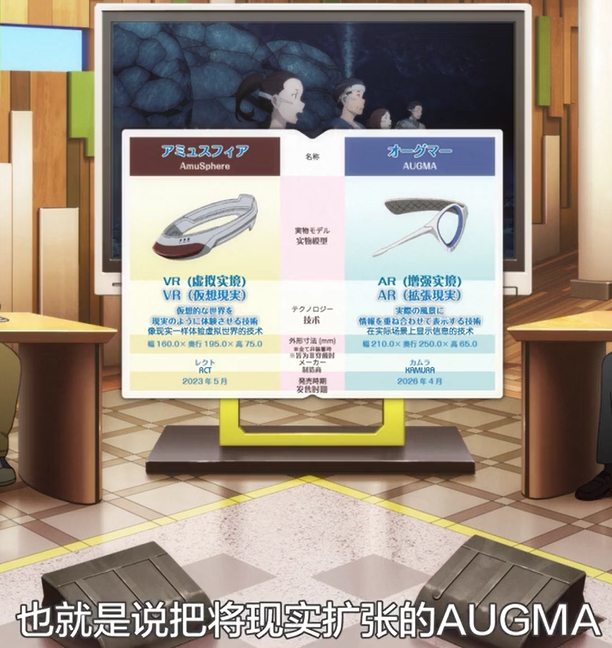 アミュスフィア
AmuSphere
名称
オーグマー
AUGMA
実物モデル
实物模型
VR（虚拟实境）
VR（仮想現実）
AR（增强实境）
AR（拡張現実）
仮想的な世界を
現実のように体験させる技術
像现实一样体验虚拟世界的技术
テクノロジー
技术
実際の風景に
情報を重ね合わせて表示する技術
在实际场景上显示信息的技术
幅 160.0× 奥行 195.0× 高 75.0
外形寸法 (mm)
幅 210.0× 奥行 250.0× 高 65.0
レクト
RCT
メーカー
制造商
カムラ
KAMURA
2023 年 5 月
発売時期
发售时期
2026 年 4 月
也就是说把将现实扩张的AUGMA